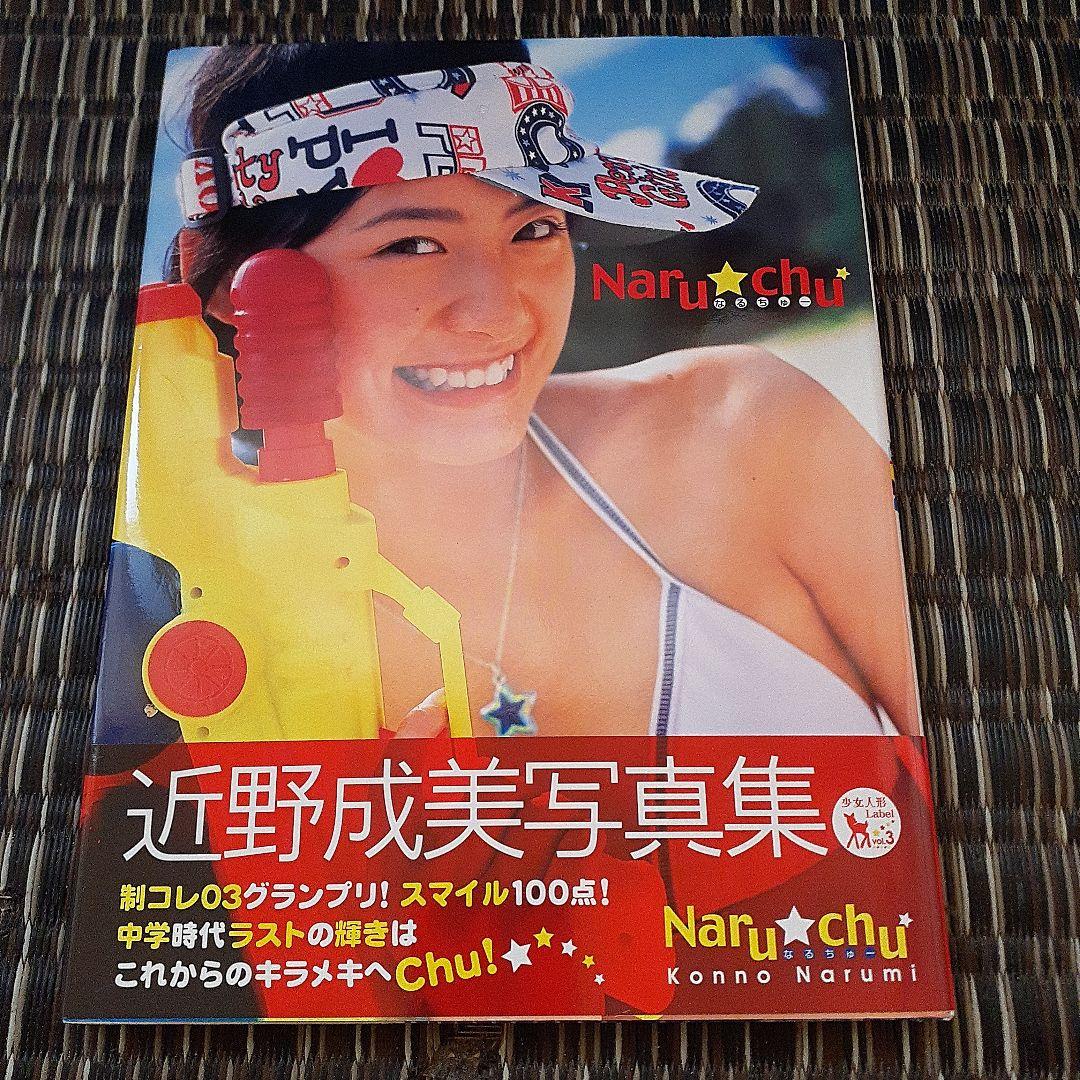 Naru★chu
なるちゅー
近野成美写真集
少女人形
Label
vol.3
制コレ03グランプリ! スマイル100点!
中学時代ラストの輝きは
これからのキラメキへChu!
Naru★chu
なるちゅー
Konno Narumi